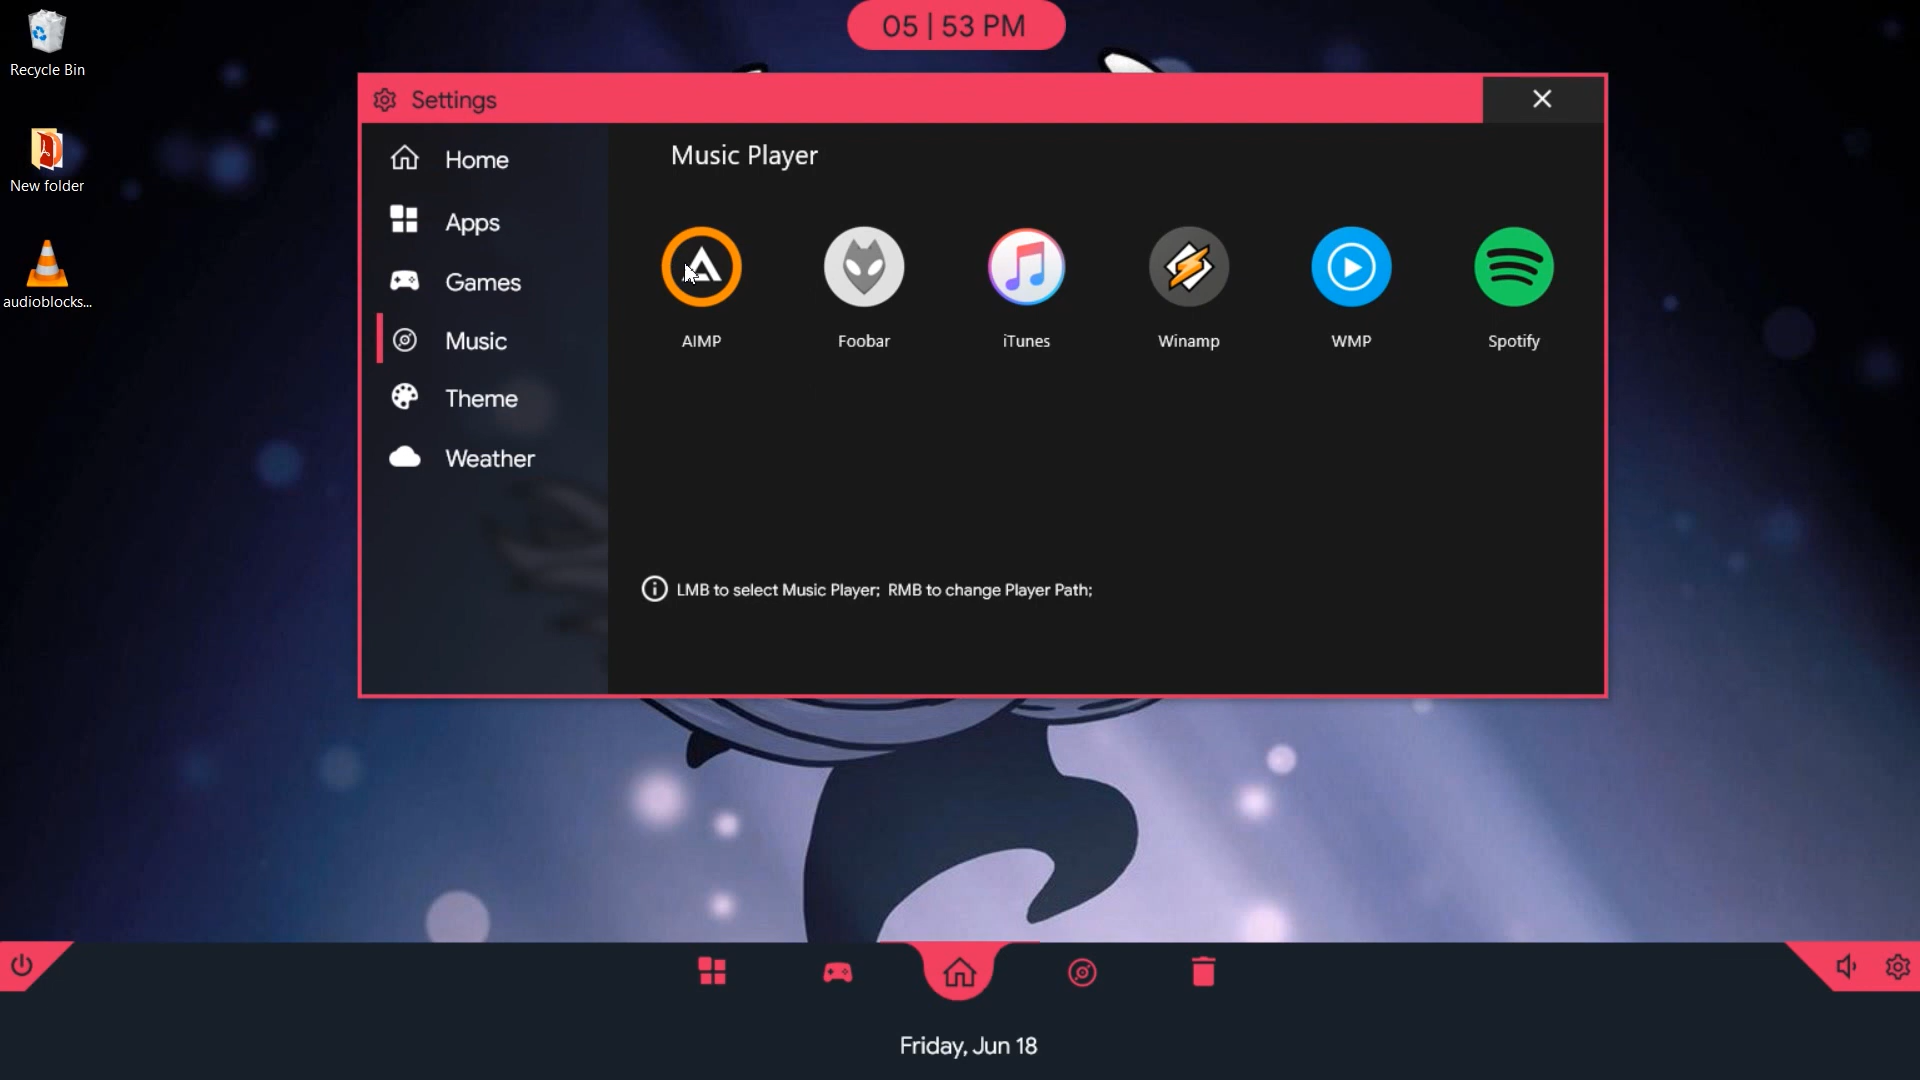 05 | 53 PM
Recycle Bin
New folder
audioblocks...
Settings
Home
Apps
Games
Music
Theme
Weather
Music Player
AIMP
Foobar
iTunes
Winamp
WMP
Spotify
LMB to select Music Player; RMB to change Player Path;
Friday, Jun 18